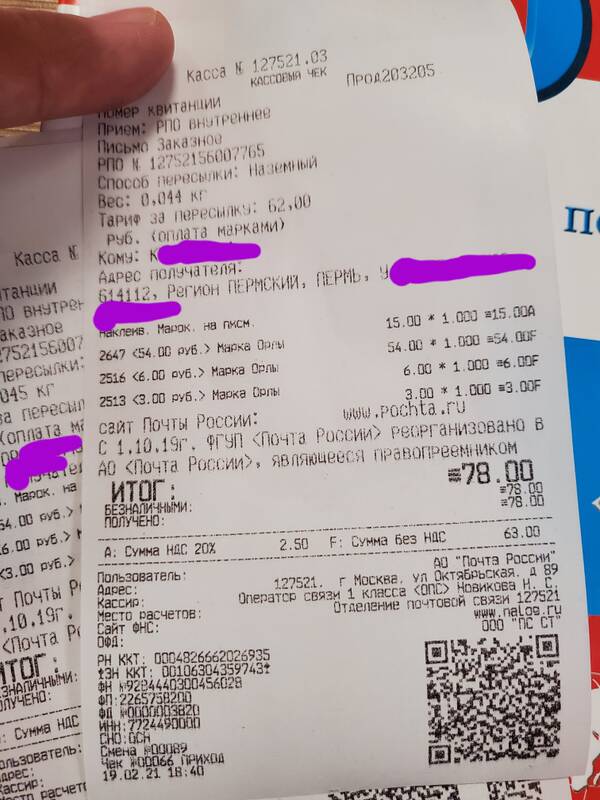 Касса № 127521.03
КАССОВЫЙ ЧЕК Прод203205
Номер квитанции
Прием: РПО внутреннее
Письмо Заказное
РПО № 12752156007765
Способ пересылки: Наземный
Вес: 0,044 кг
Тариф за пересылку: 62,00
Руб. (оплата марками)
Кому: К
Адрес получателя:
614112, Регион ПЕРМСКИЙ, ПЕРМЬ, У
Наклеив. Марок. на письм. 15.00 * 1.000 =15.00А
2647 <54.00 руб.> Марка Орлы 54.00 * 1.000 =54.00F
2516 <6.00 руб.> Марка Орлы 6.00 * 1.000 =6.00F
2513 <3.00 руб.> Марка Орлы 3.00 * 1.000 =3.00F
сайт Почты России: www.pochta.ru
С 1.10.19г. ФГУП <Почта России> реорганизовано в
АО <Почта России>, являющееся правопреемником
ИТОГ: =78.00
БЕЗНАЛИЧНЫМИ: =78.00
ПОЛУЧЕНО: =78.00
А: Сумма НДС 20% 2.50 F: Сумма без НДС 63.00
Пользователь: АО "Почта России"
Адрес: 127521, г Москва, ул Октябрьская, д 89
Кассир: Оператор связи 1 класса <ОПС> Новикова Н. С.
Место расчетов: Отделение почтовой связи 127521
Сайт ФНС: www.nalog.ru
ОФД: ООО "ПС СТ"
РН ККТ: 0004826662026935
ЗН ККТ: 00106304359743
ФН №9284440300456028
ФП:2265758200
ФД №0000003820
ИНН:7724490000
СНО:ОСН
Смена №00089
Чек №00066 ПРИХОД
19.02.21 18:40
Касса №